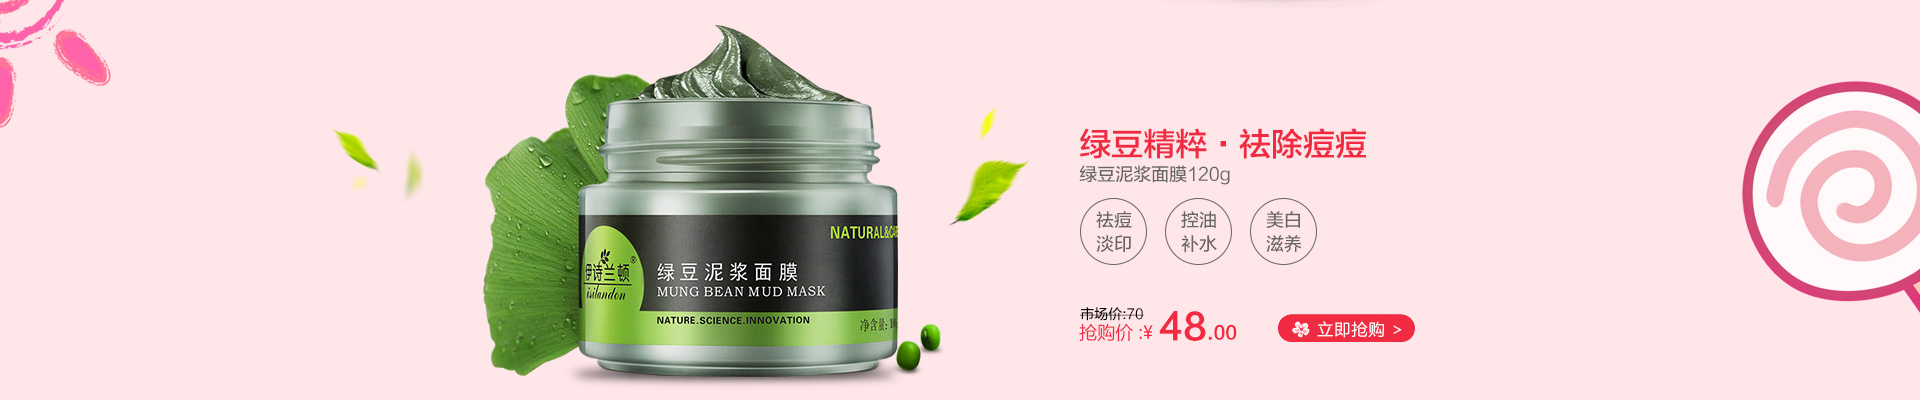 NATURAL&CARE
伊诗兰顿®
isilandon
绿豆泥浆面膜
MUNG BEAN MUD MASK
NATURE.SCIENCE.INNOVATION
净含量:
绿豆精粹·祛除痘痘
绿豆泥浆面膜120g
祛痘
淡印
控油
补水
美白
滋养
市场价:70
抢购价:¥48.00
立即抢购 >